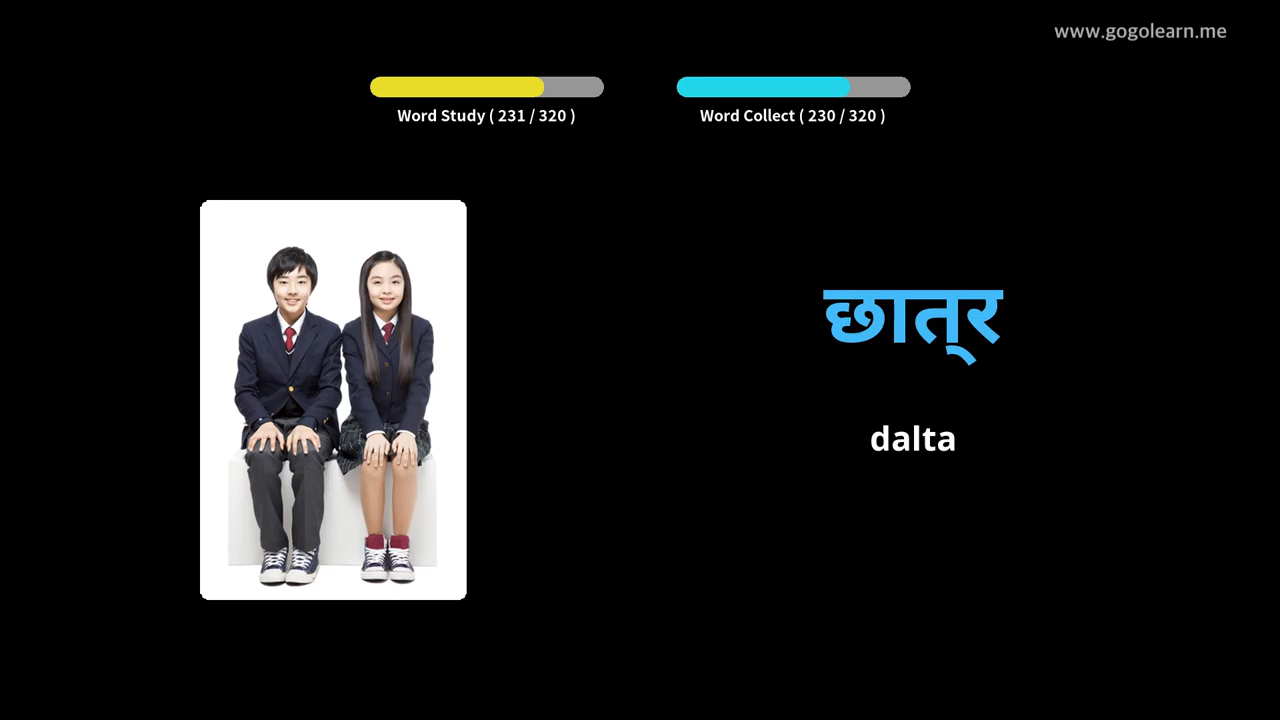 www.gogolearn.me
Word Study ( 231 / 320 )
Word Collect ( 230 / 320 )
छात्‌र
dalta